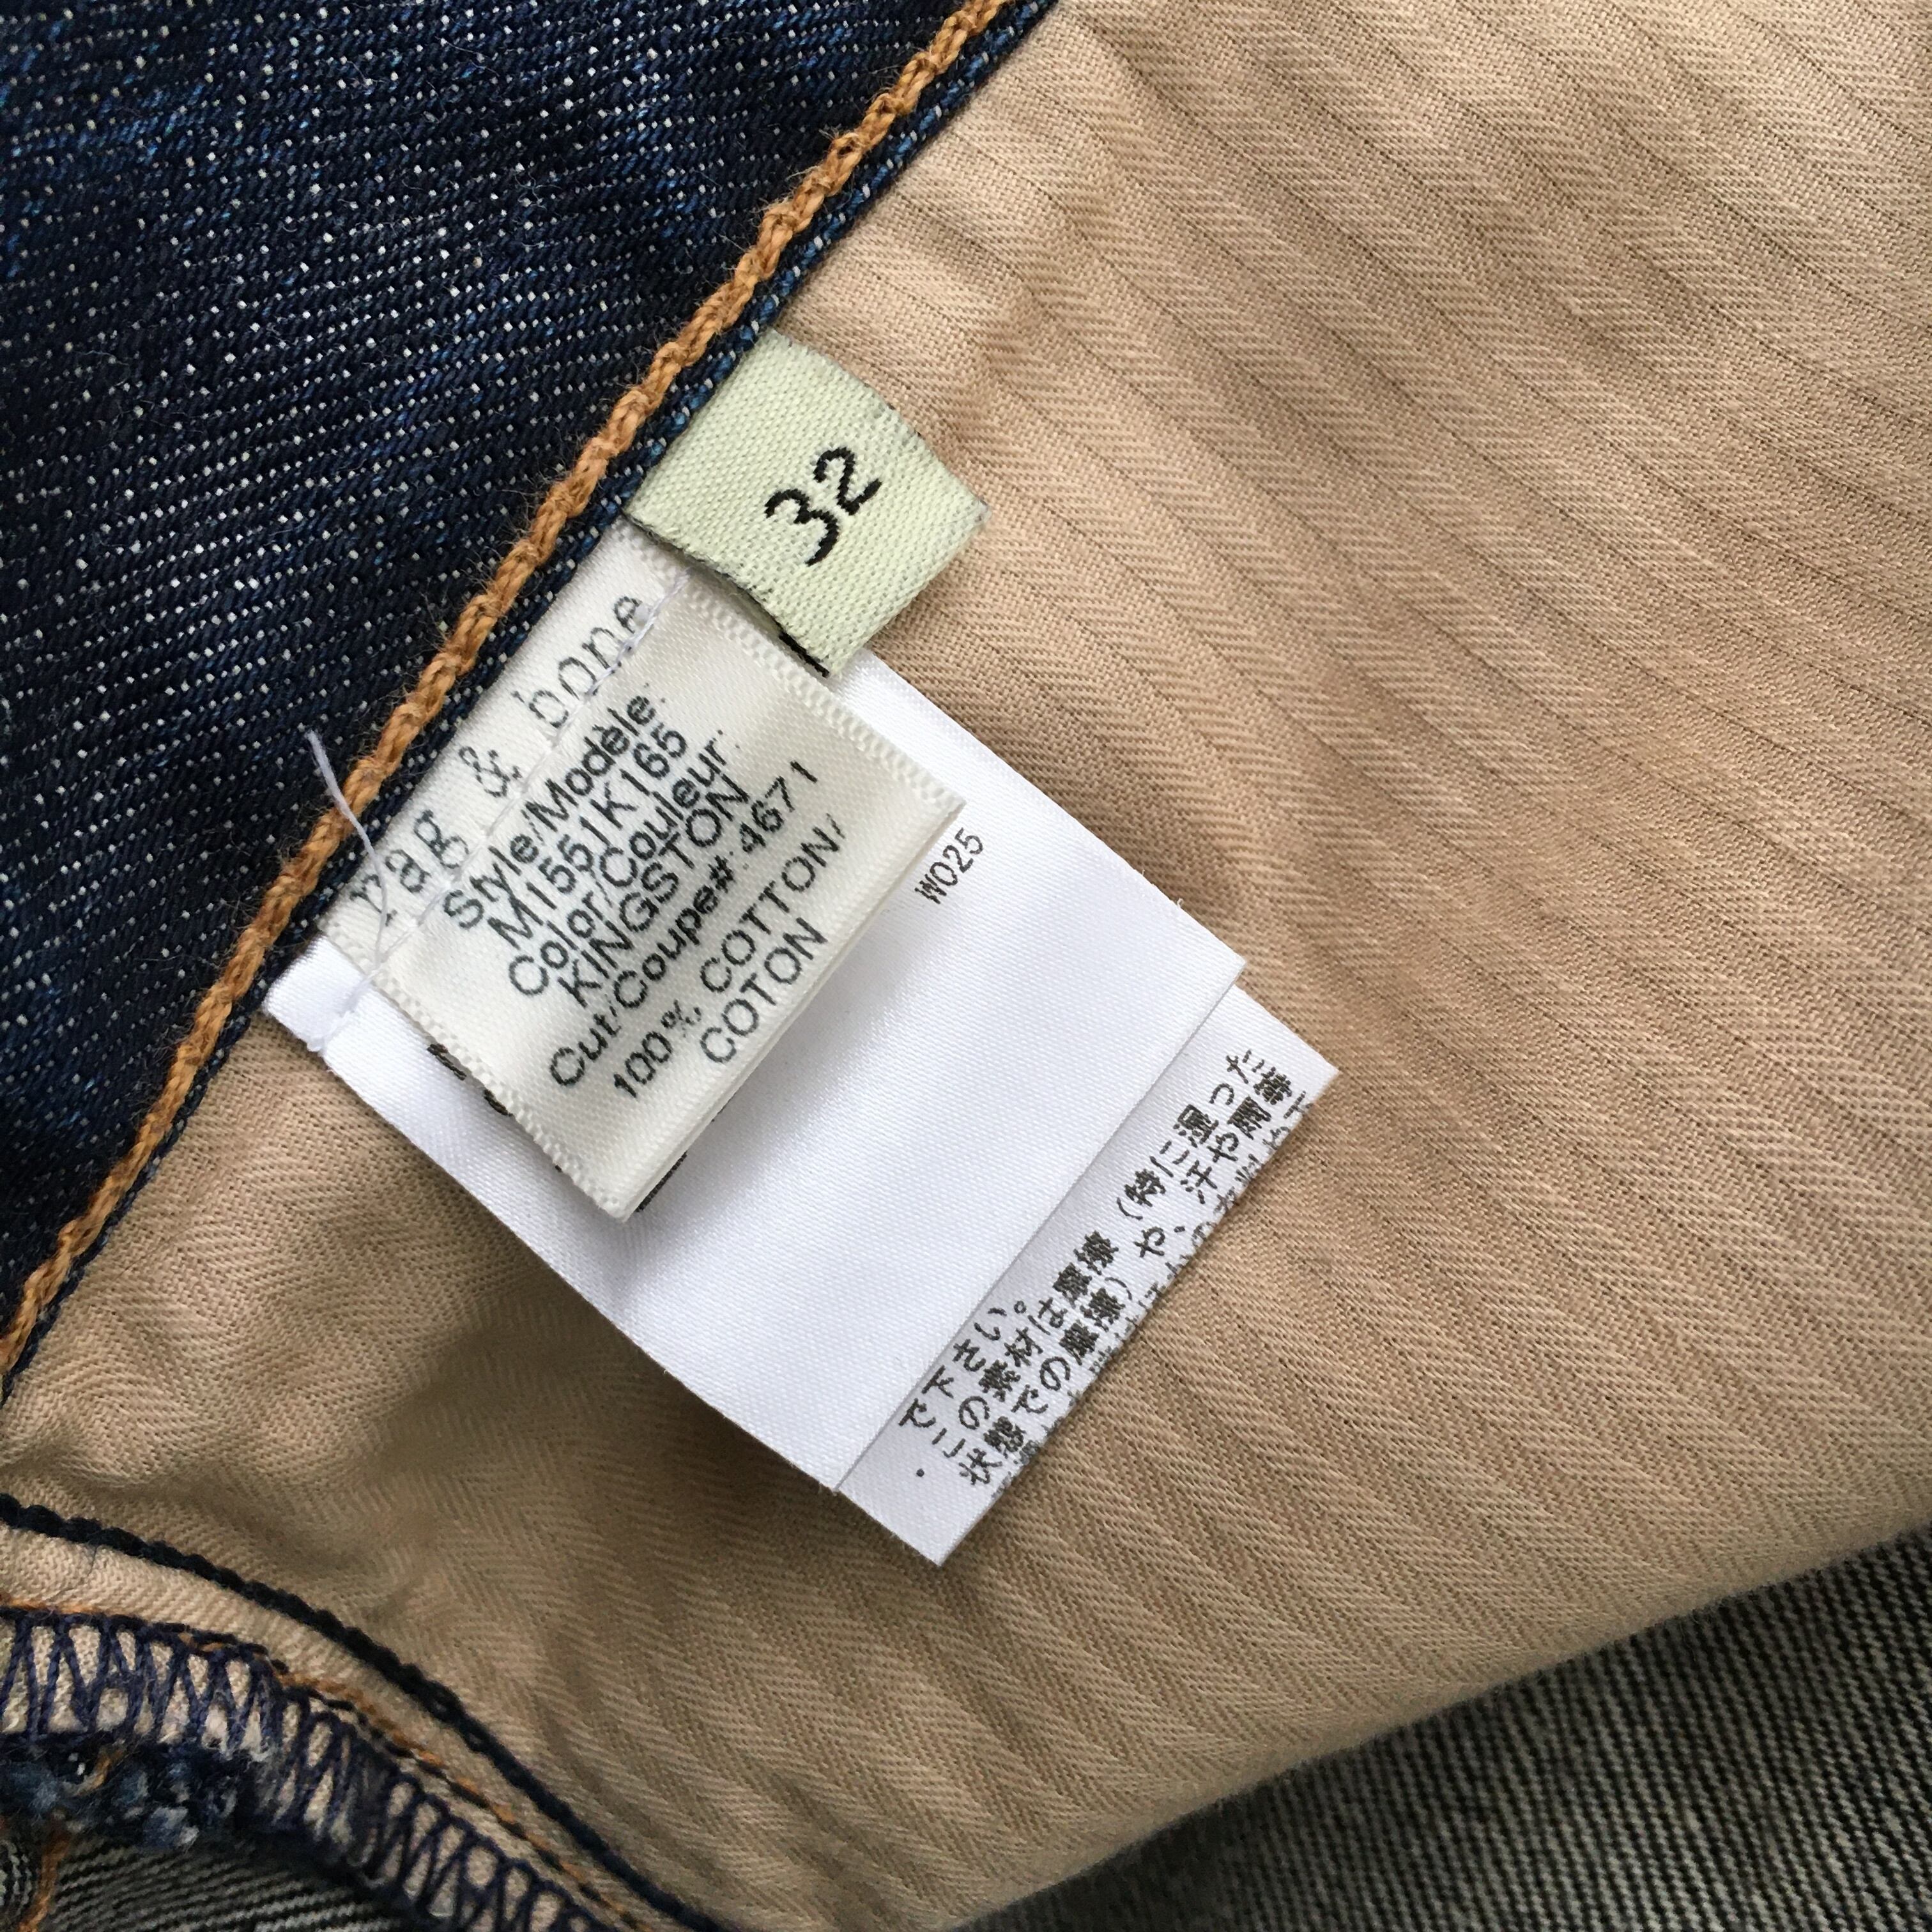 32
rag & bone
Style/Modèle:
M1551K165
Color/Couleur:
KINGSTON
Cut/Coupe#:4671
100% COTTON/
COTON
W025
で下さい。
・この素材は摩擦（特に湿った
状態での摩擦）や、汗や雨等